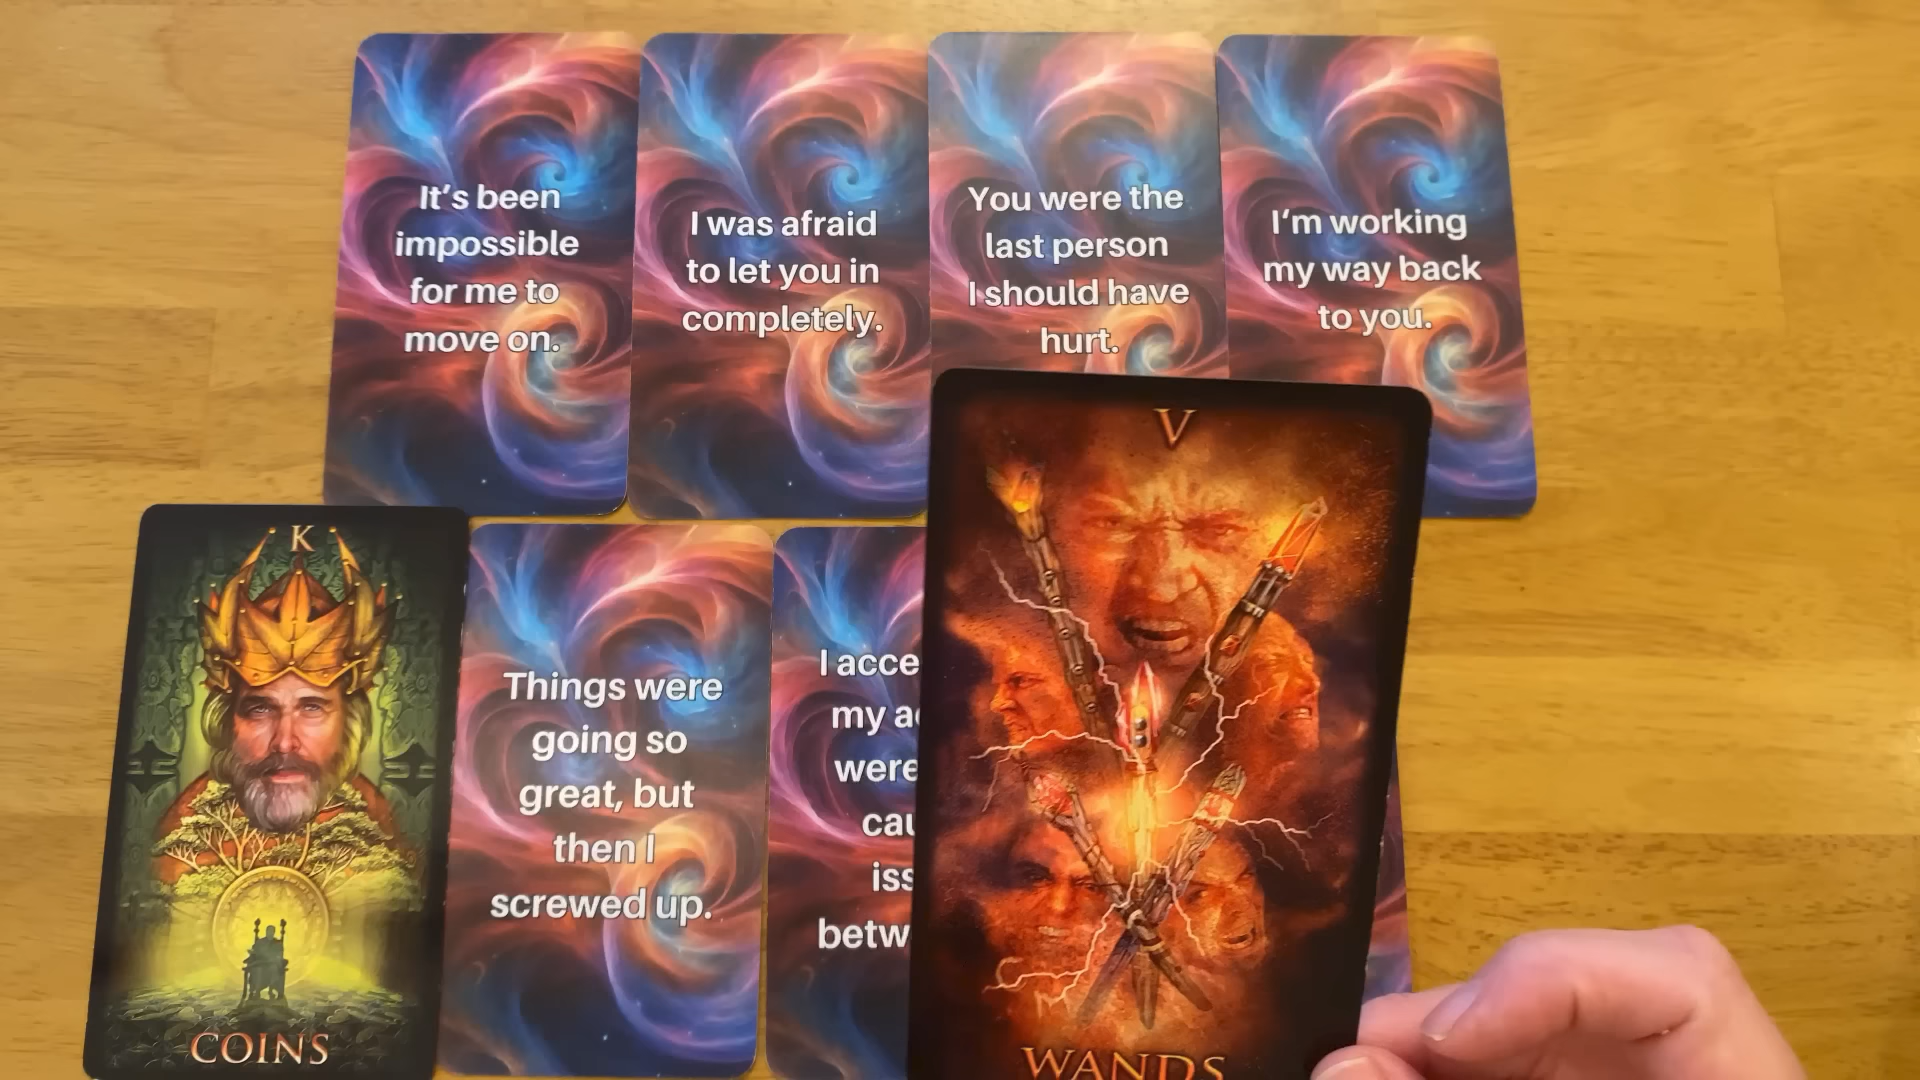 It's been
impossible
for me to
move on.
I was afraid
to let you in
completely.
You were the
last person
I should have
hurt.
I'm working
my way back
to you.
K
COINS
Things were
going so
great, but
then I
screwed up.
I
my
were
V
WANDS